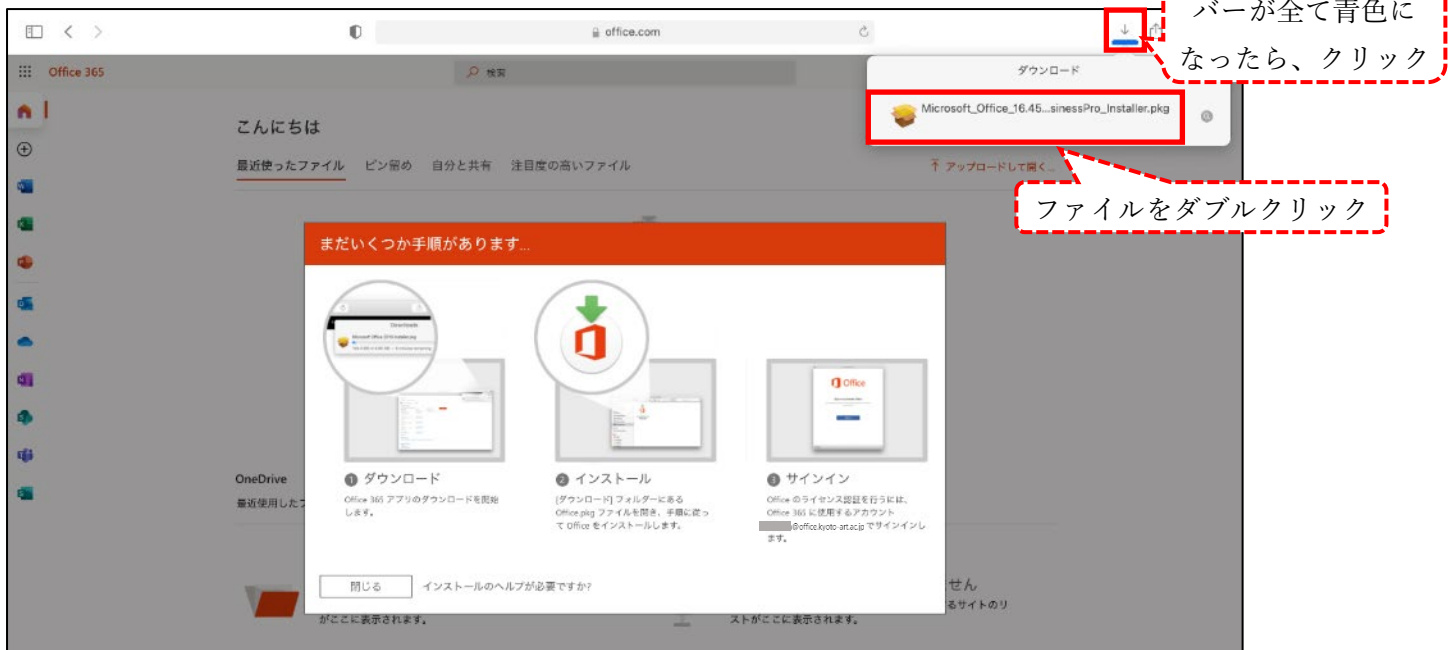 バーが全て青色に
なったら、クリック
office.com
Office 365
検索
ダウンロード
Microsoft_Office_16.45...sinessPro_Installer.pkg
こんにちは
最近使ったファイル ピン留め 自分と共有 注目度の高いファイル
アップロードして開く...
ファイルをダブルクリック
まだいくつか手順があります...
Downloads
Office
❶ ダウンロード
Office 365 アプリのダウンロードを開始
します。
❷ インストール
[ダウンロード] フォルダーにある
Office.pkg ファイルを開き、手順に従っ
て Office をインストールします。
❸ サインイン
Office のライセンス認証を行うには、
Office 365 に使用するアカウント
@office.kyoto-art.ac.jp でサインインし
ます。
OneDrive
最近使用した
閉じる インストールのヘルプが必要ですか?
せん
るサイトのリ
がここに表示されます。
ストがここに表示されます。